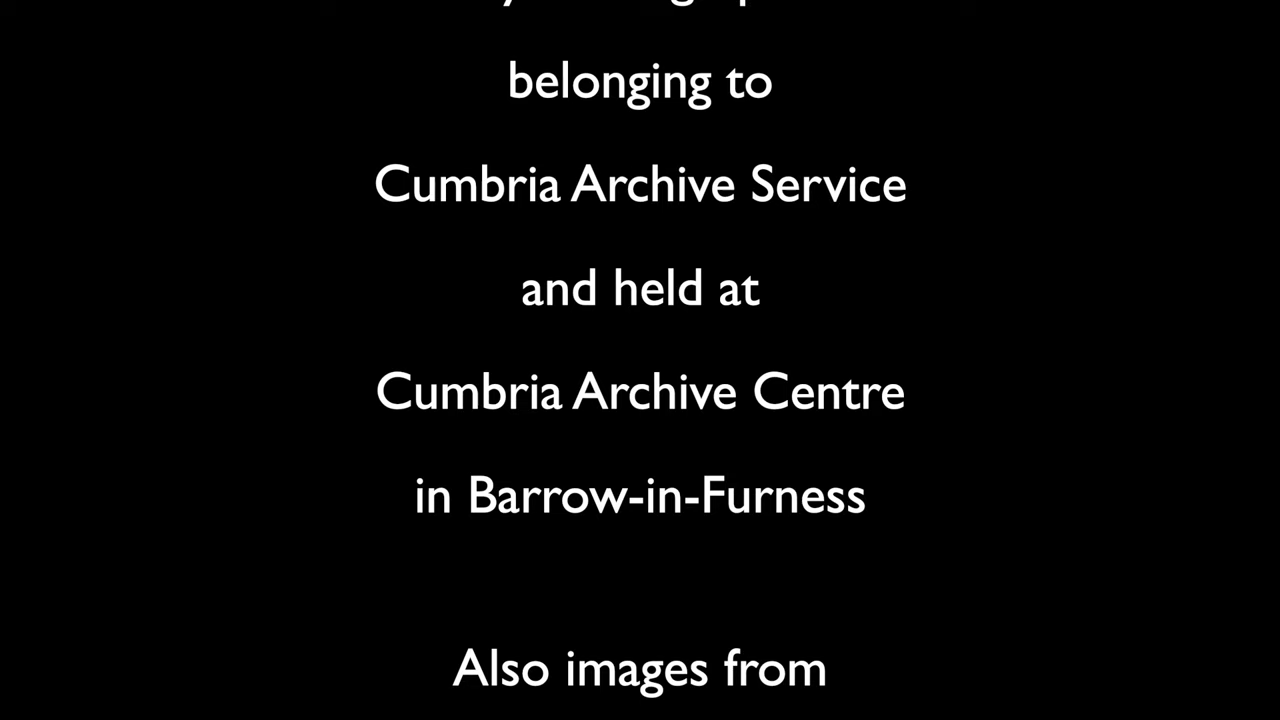 belonging to
Cumbria Archive Service
and held at
Cumbria Archive Centre
in Barrow-in-Furness
Also images from